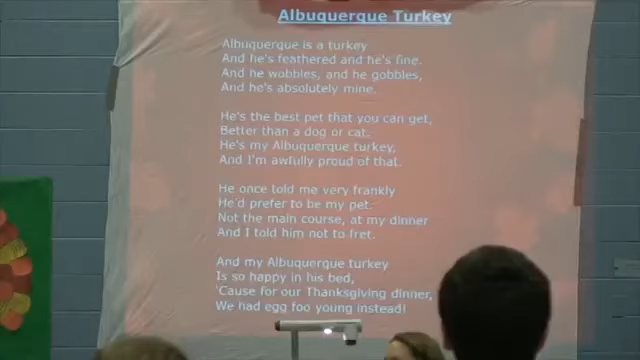 Albuquerque Turkey
Albuquerque is a turkey
And he's feathered and he's fine.
And he wobbles, and he gobbles,
And he's absolutely mine.
He's the best pet that you can get,
Better than a dog or cat.
He's my Albuquerque turkey,
And I'm awfully proud of that.
He once told me very frankly
He'd prefer to be my pet.
Not the main course, at my dinner
And I told him not to fret.
And my Albuquerque turkey
Is so happy in his bed,
'Cause for our Thanksgiving dinner,
We had egg foo young instead!